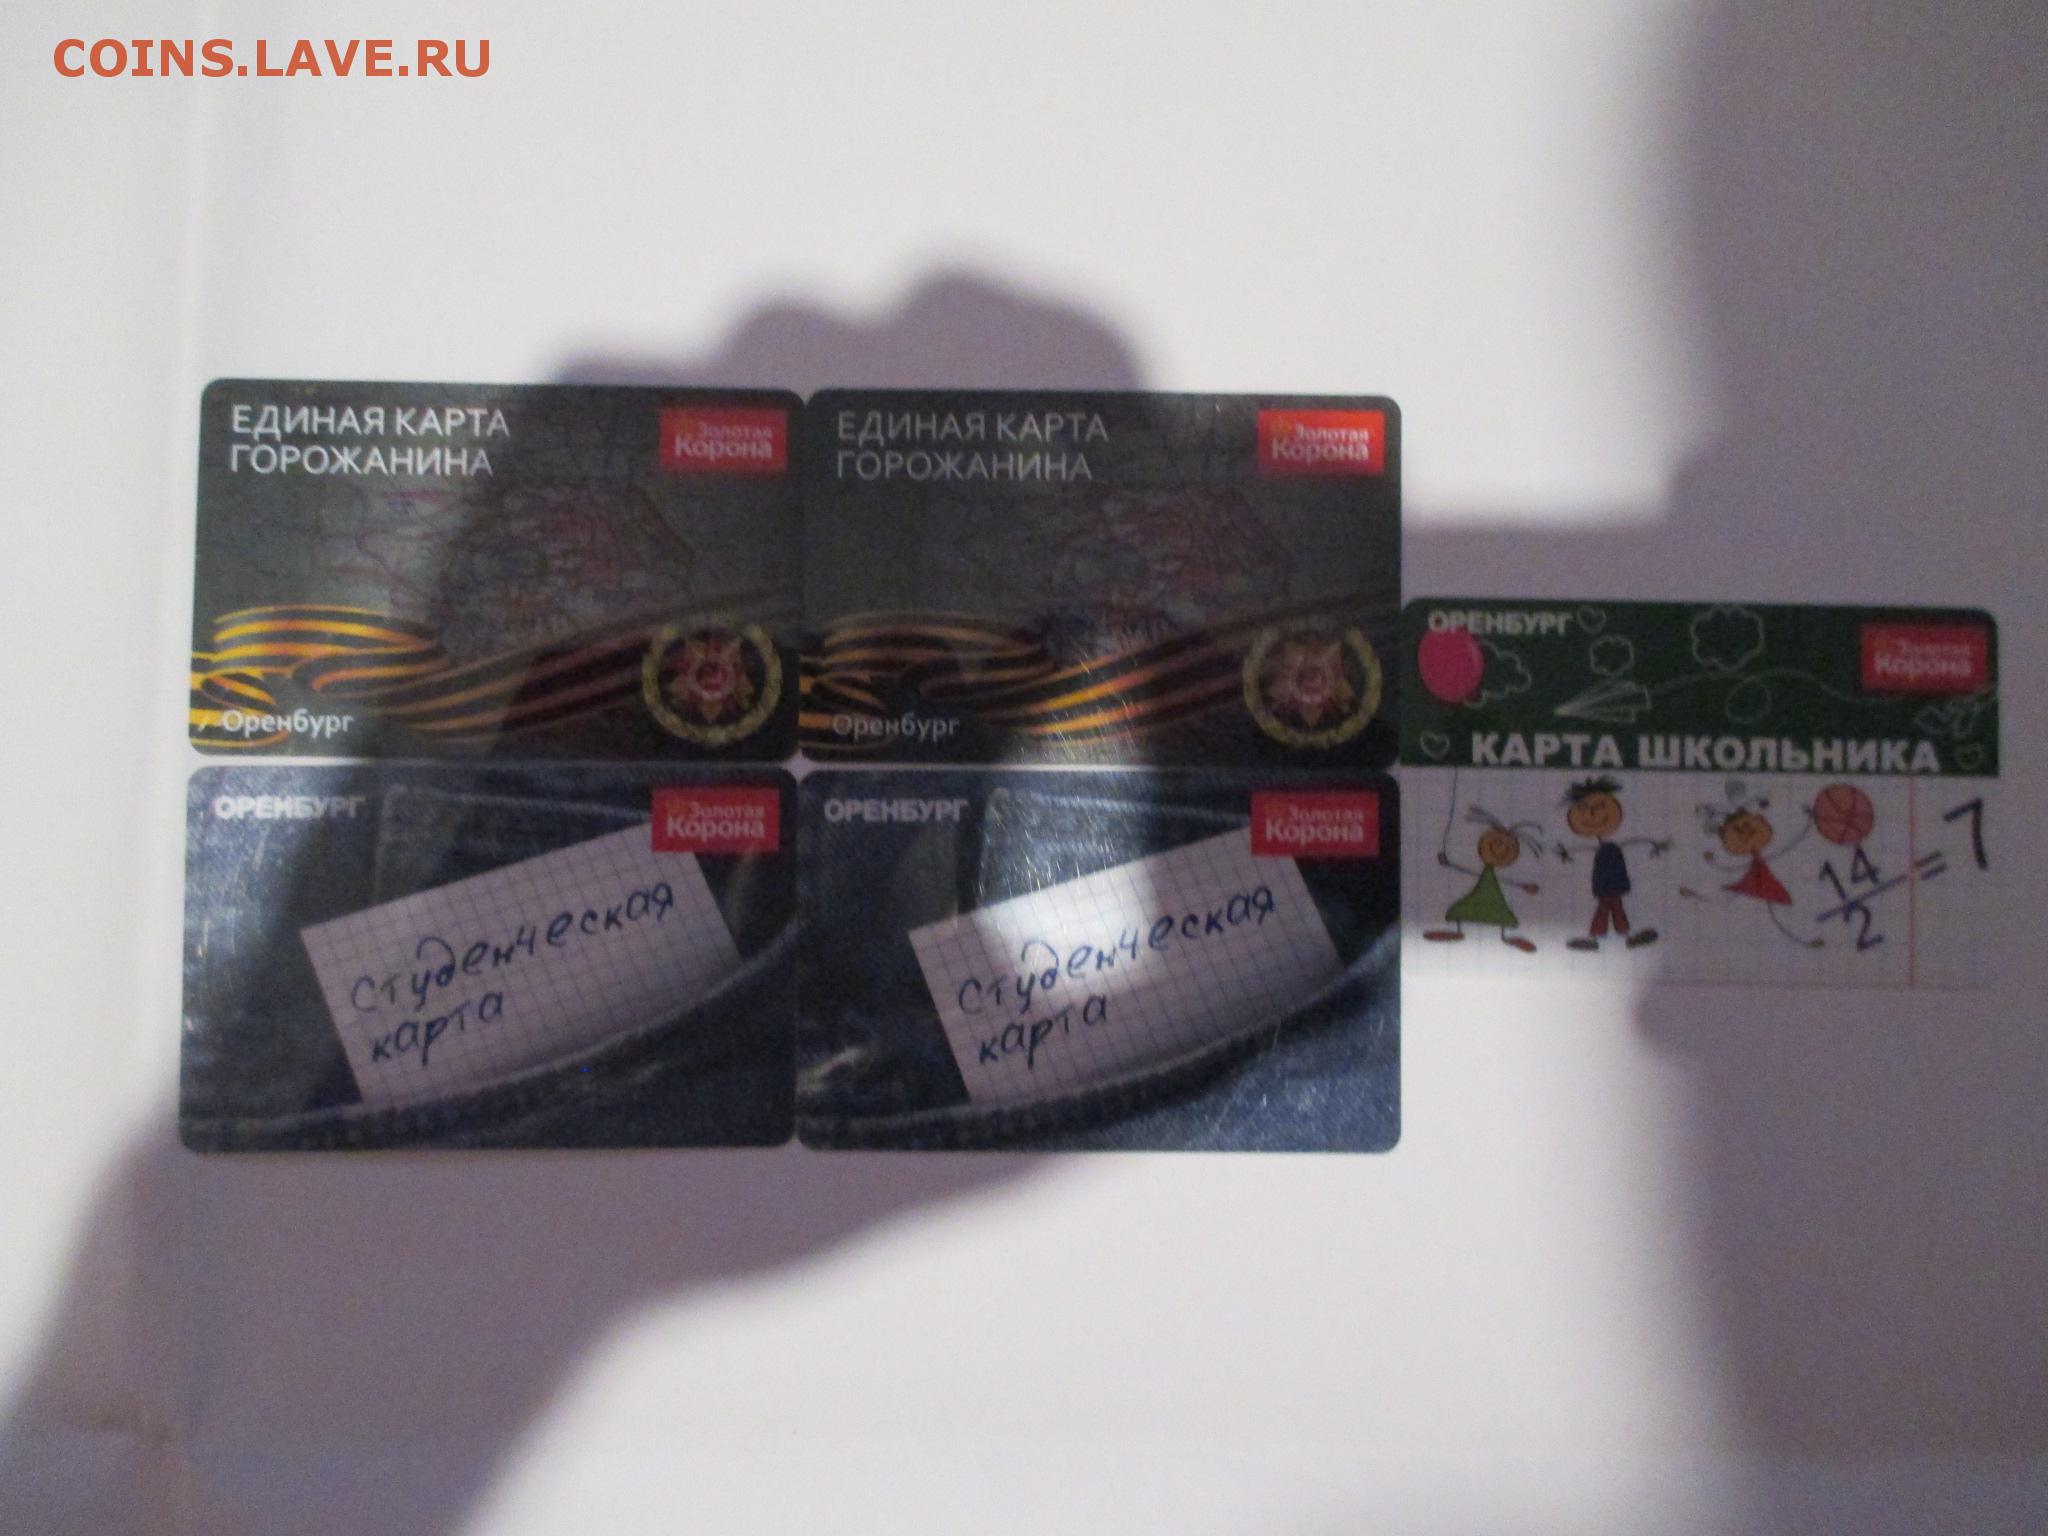 COINS.LAVE.RU
ЕДИНАЯ КАРТА
ГОРОЖАНИНА
Золотая
Корона
Оренбург
ЕДИНАЯ КАРТА
ГОРОЖАНИНА
Золотая
Корона
Оренбург
ОРЕНБУРГ
Золотая
Корона
КАРТА ШКОЛЬНИКА
14
2
= 7
ОРЕНБУРГ
Золотая
Корона
Студенческая
карта
ОРЕНБУРГ
Золотая
Корона
Студенческая
карта